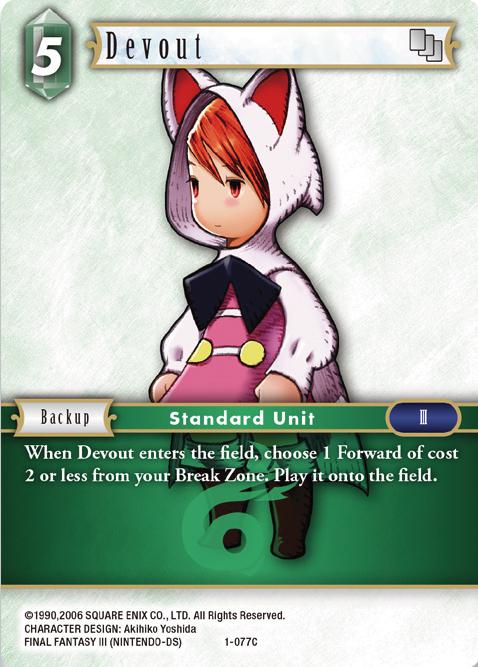 5
Devout
Backup
Standard Unit
III
When Devout enters the field, choose 1 Forward of cost
2 or less from your Break Zone. Play it onto the field.
©1990,2006 SQUARE ENIX CO., LTD. All Rights Reserved.
CHARACTER DESIGN: Akihiko Yoshida
FINAL FANTASY III (NINTENDO-DS)
1-077C